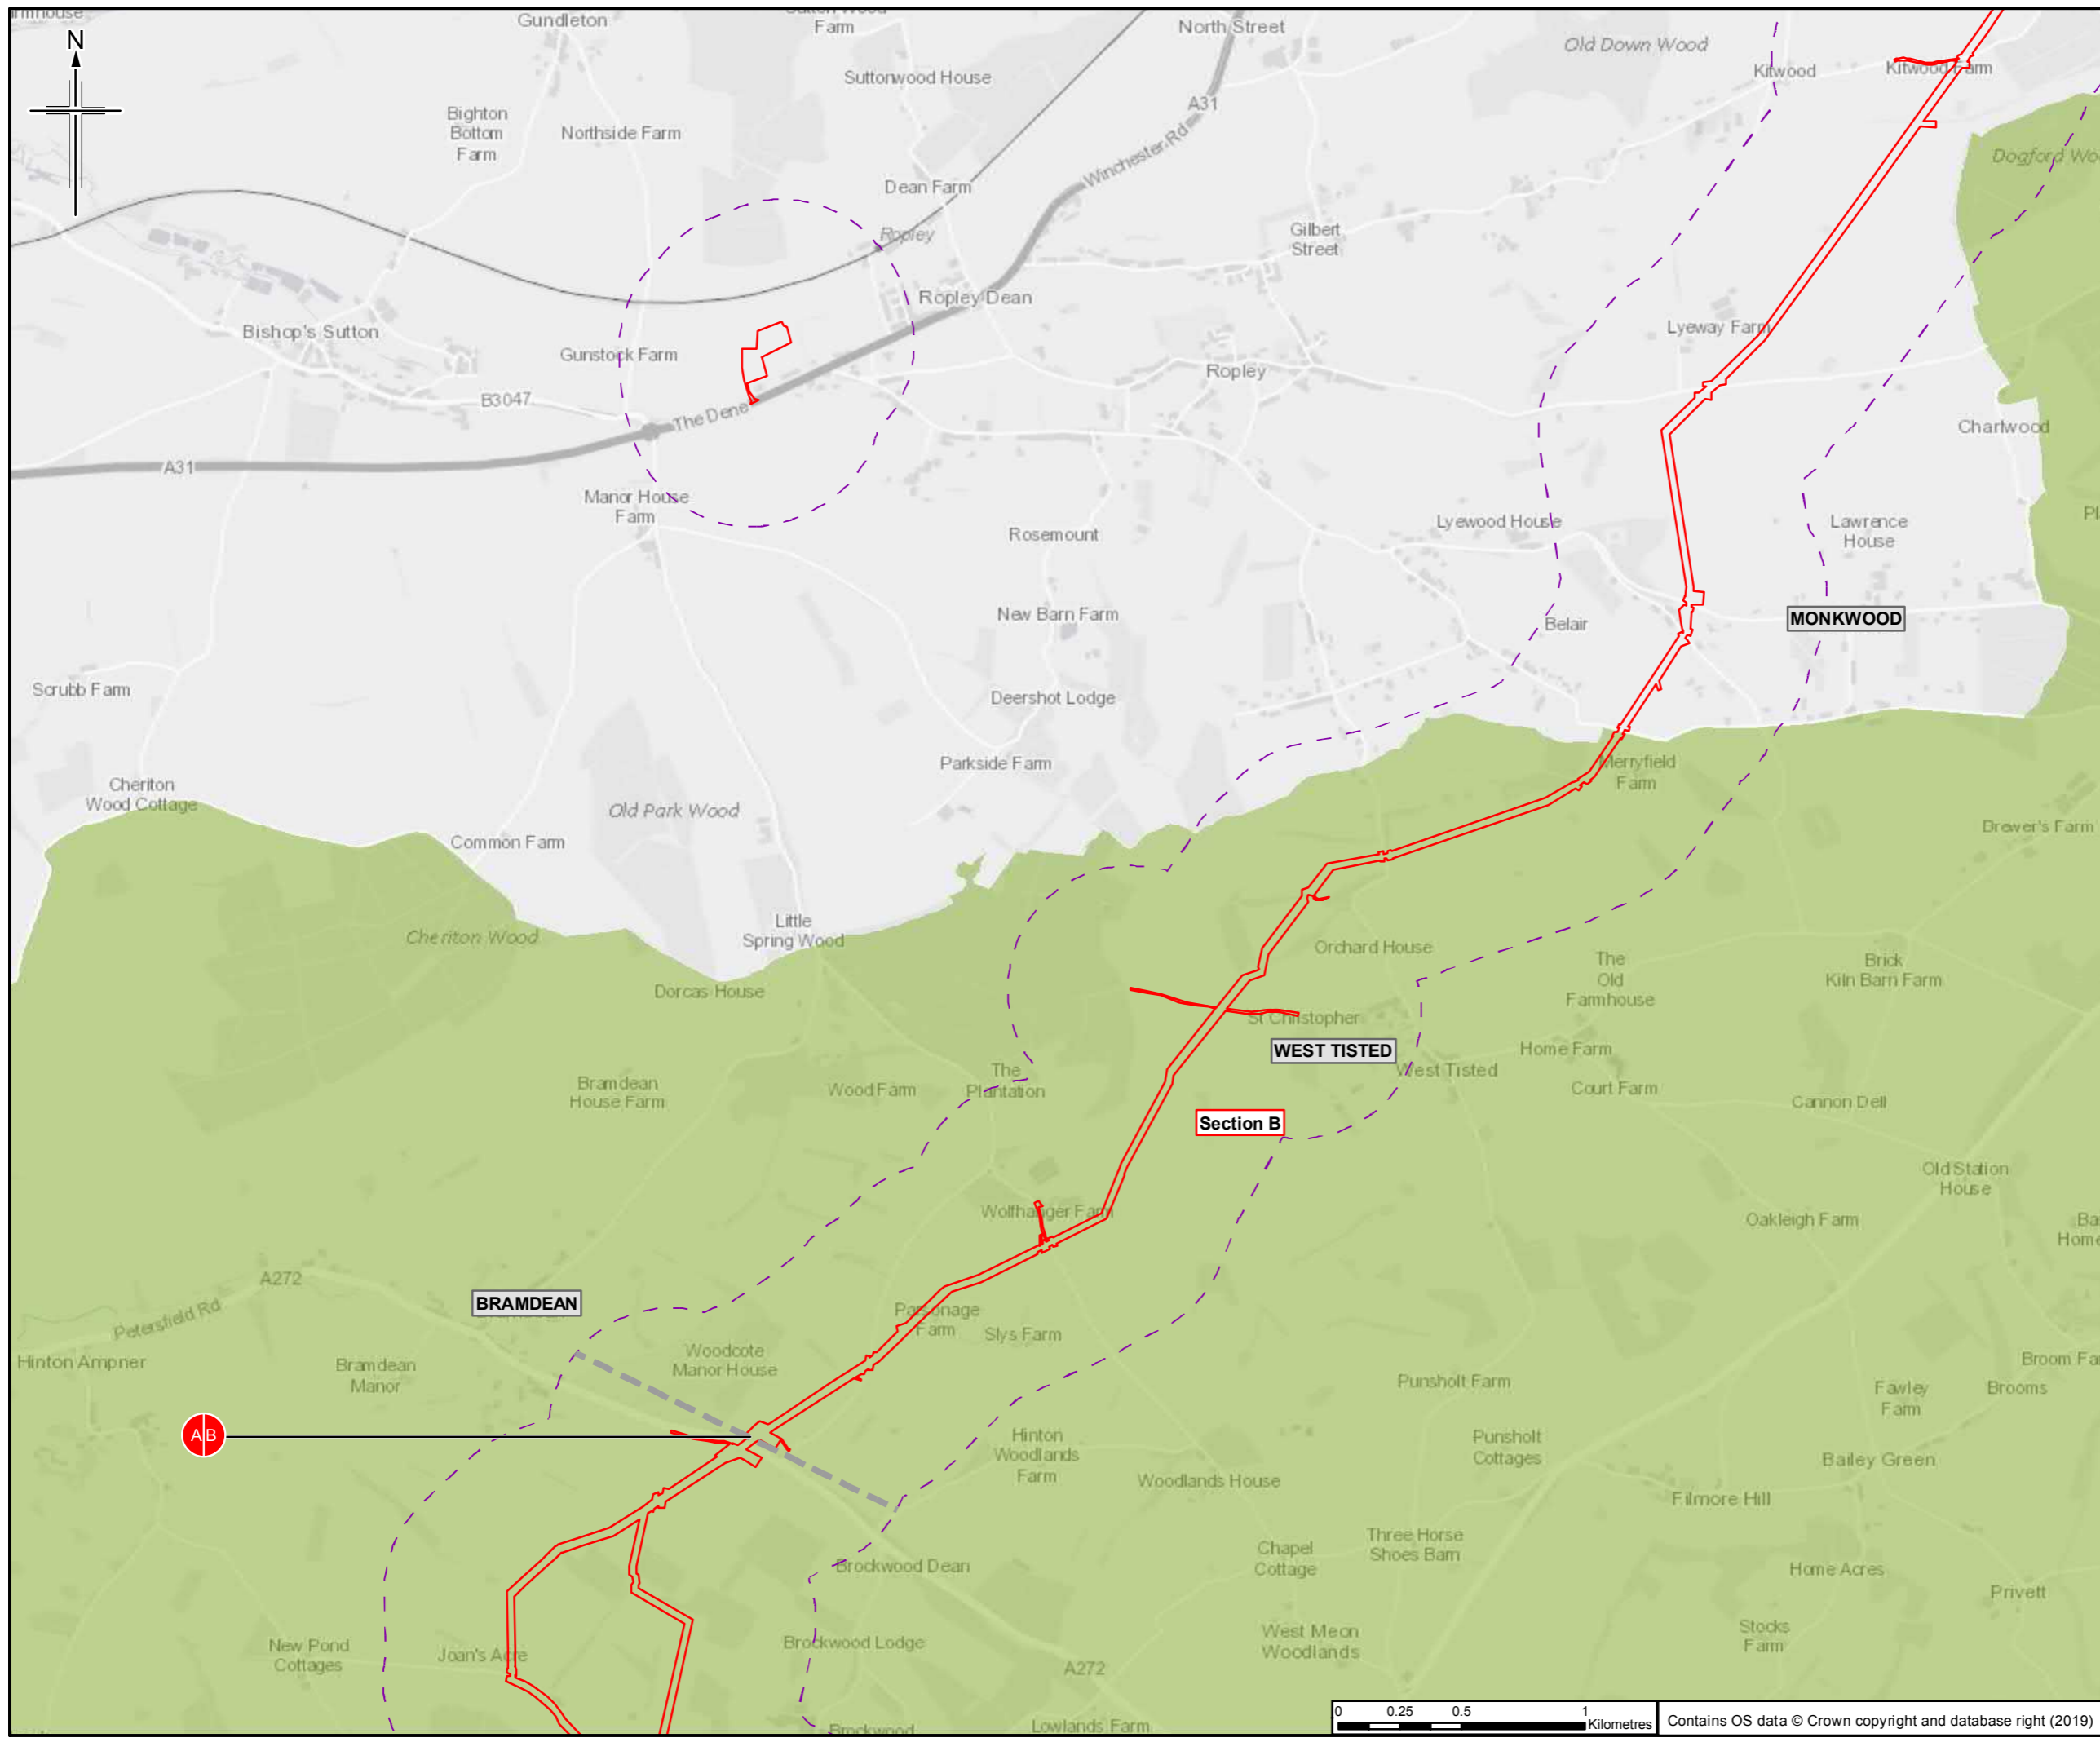 Gundleton
Farm
North Street
Old Down Wood
N
Suttonwood House
Kitwood
Kitwood Farm
A31
Bighton
Bottom
Farm
Northside Farm
Winchester Rd
Dogford Wo
Dean Farm
Ropley
Gilbert
Street
Ropley Dean
Bishop's Sutton
Lyeway Farm
Gunstock Farm
Ropley
B3047
The Dene
Charlwood
A31
Manor House
Farm
Rosemount
Lyewood House
Lawrence
House
Pl
New Barn Farm
Belair
MONKWOOD
Scrubb Farm
Deershot Lodge
Parkside Farm
Merryfield
Farm
Cheriton
Wood Cottage
Old Park Wood
Common Farm
Brewer's Farm
Little
Spring Wood
Cheriton Wood
Orchard House
The
Old
Farmhouse
Brick
Kiln Barn Farm
Dorcas House
St Christopher
WEST TISTED
Home Farm
West Tisted
The
Plantation
Bramdean
House Farm
Wood Farm
Court Farm
Cannon Dell
Section B
Old Station
House
Wolfhanger Farm
Oakleigh Farm
Ba
Home
A272
BRAMDEAN
Petersfield Rd
Parsonage
Farm
Slys Farm
Hinton Ampner
Bramdean
Manor
Woodcote
Manor House
Punsholt Farm
Broom Fa
Fawley
Farm
Brooms
A B
Hinton
Woodlands
Farm
Punsholt
Cottages
Woodlands House
Bailey Green
Filmore Hill
Three Horse
Shoes Barn
Chapel
Cottage
Brockwood Dean
Home Acres
Privett
New Pond
Cottages
Joan's Acre
Brockwood Lodge
West Meon
Woodlands
Stocks
Farm
A272
Brockwood
Lowlands Farm
0 0.25 0.5 1
Kilometres
Contains OS data © Crown copyright and database right (2019)